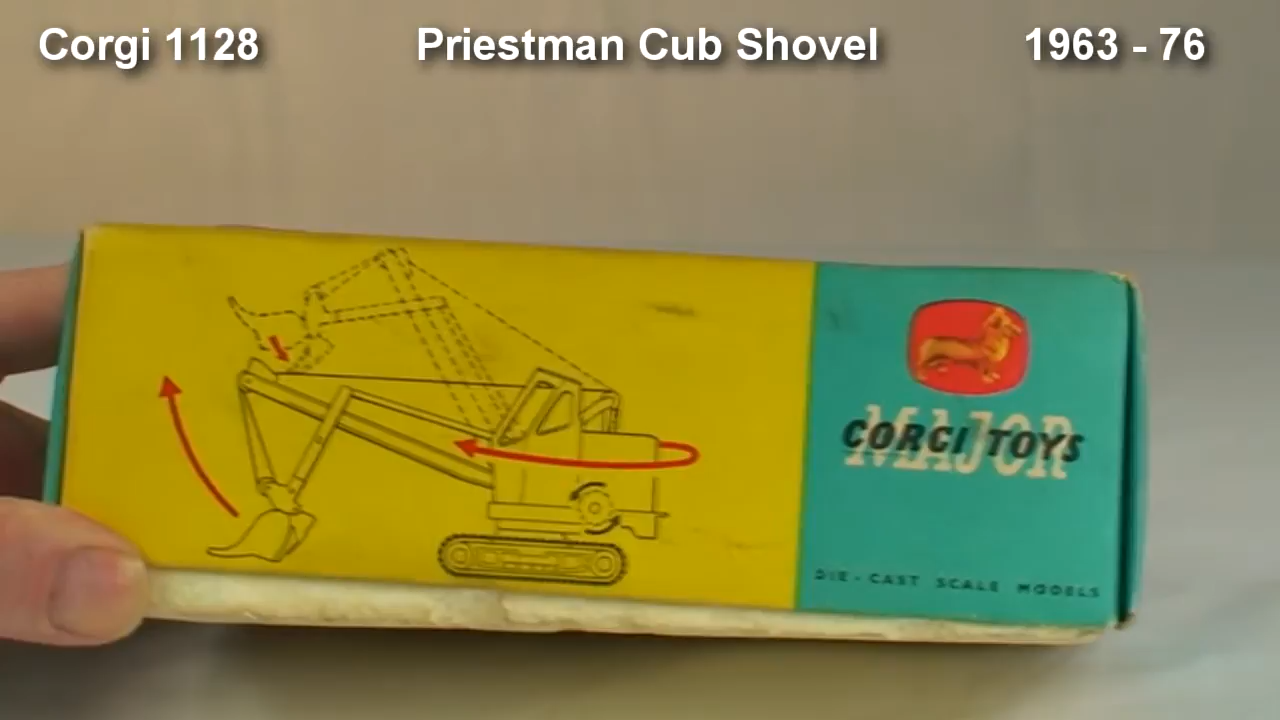 Corgi 1128 Priestman Cub Shovel 1963 - 76
CORGI TOYS
MAJOR
DIE-CAST SCALE MODELS